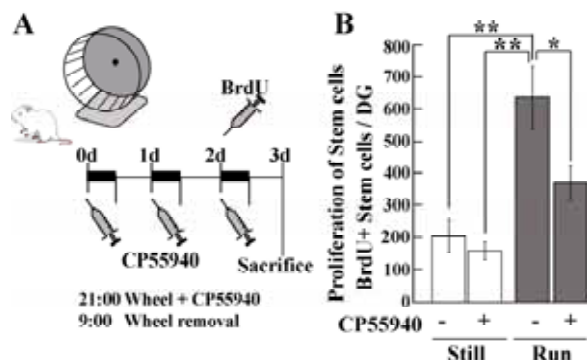 A
BrdU
0d 1d 2d 3d
CP55940
Sacrifice
21:00 Wheel + CP55940
9:00 Wheel removal
B
Proliferation of Stem cells
BrdU+ Stem cells / DG
800
700
600
500
400
300
200
100
0
** ** *
CP55940 - + - +
Still Run